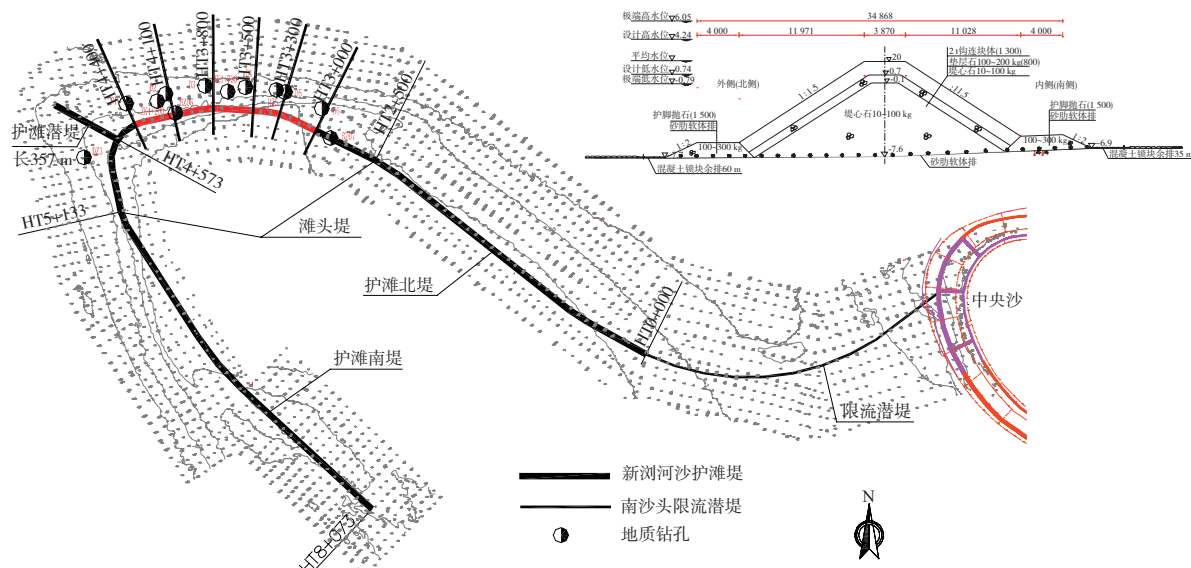 HT4+400
HT4+100
HT3+800
HT3+500
HT3+300
HT3+000
HT2+500
护滩潜堤
长357 m
HT4+573
HT5+133
滩头堤
护滩北堤
HT0+000
护滩南堤
限流潜堤
中央沙
HT8+073
新浏河沙护滩堤
南沙头限流潜堤
地质钻孔
N
极端高水位 6.05
设计高水位 4.24
平均水位
设计低水位 0.74
极端低水位 -0.79
34 868
4 000
11 971
3 870
11 028
4 000
20
0.7
-0.1
2 t钩连块体(1 300)
垫层石100~200 kg(800)
堤心石10~100 kg
外侧(北侧)
内侧(南侧)
1:1.5
1:1.5
护脚抛石(1 500)
砂肋软体排
堤心石10~100 kg
护脚抛石(1 500)
砂肋软体排
1:2
100~300 kg
-7.6
100~300 kg
1:2
-6.9
混凝土锁块余排60 m
砂肋软体排
混凝土锁块余排35 m